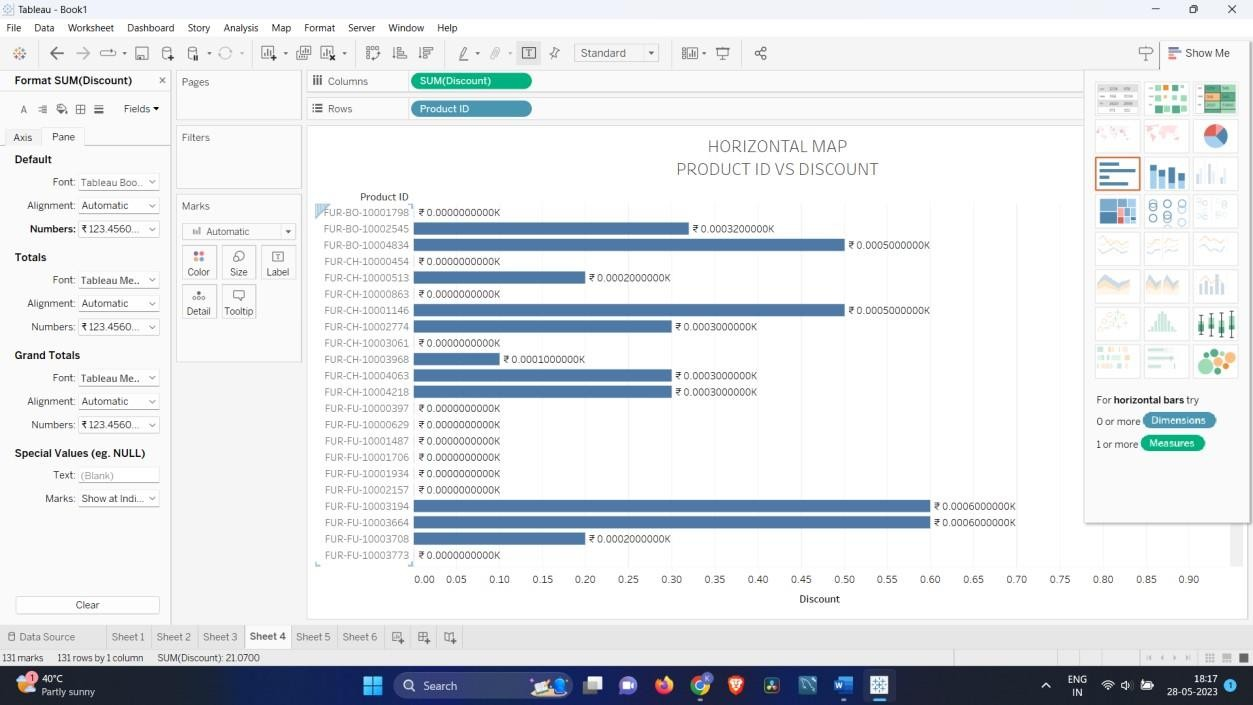 Tableau - Book1
File Data Worksheet Dashboard Story Analysis Map Format Server Window Help
Standard
Show Me
Format SUM(Discount)
Fields
Axis Pane
Default
Font: Tableau Boo..
Alignment: Automatic
Numbers: ₹ 123.4560...
Totals
Font: Tableau Me..
Alignment: Automatic
Numbers: ₹ 123.4560...
Grand Totals
Font: Tableau Me..
Alignment: Automatic
Numbers: ₹ 123.4560...
Special Values (eg. NULL)
Text: (Blank)
Marks: Show at Indi...
Clear
Pages
Filters
Marks
Automatic
Color Size Label
Detail Tooltip
Columns SUM(Discount)
Rows Product ID
HORIZONTAL MAP
PRODUCT ID VS DISCOUNT
Product ID
FUR-BO-10001798 ₹ 0.0000000000K
FUR-BO-10002545 ₹ 0.0003200000K
FUR-BO-10004834 ₹ 0.0005000000K
FUR-CH-10000454 ₹ 0.0000000000K
FUR-CH-10000513 ₹ 0.0002000000K
FUR-CH-10000863 ₹ 0.0000000000K
FUR-CH-10001146 ₹ 0.0005000000K
FUR-CH-10002774 ₹ 0.0003000000K
FUR-CH-10003061 ₹ 0.0000000000K
FUR-CH-10003968 ₹ 0.0001000000K
FUR-CH-10004063 ₹ 0.0003000000K
FUR-CH-10004218 ₹ 0.0003000000K
FUR-FU-10000397 ₹ 0.0000000000K
FUR-FU-10000629 ₹ 0.0000000000K
FUR-FU-10001487 ₹ 0.0000000000K
FUR-FU-10001706 ₹ 0.0000000000K
FUR-FU-10001934 ₹ 0.0000000000K
FUR-FU-10002157 ₹ 0.0000000000K
FUR-FU-10003194 ₹ 0.0006000000K
FUR-FU-10003664 ₹ 0.0006000000K
FUR-FU-10003708 ₹ 0.0002000000K
FUR-FU-10003773 ₹ 0.0000000000K
0.00 0.05 0.10 0.15 0.20 0.25 0.30 0.35 0.40 0.45 0.50 0.55 0.60 0.65 0.70 0.75 0.80 0.85 0.90
Discount
For horizontal bars try
0 or more Dimensions
1 or more Measures
Data Source Sheet 1 Sheet 2 Sheet 3 Sheet 4 Sheet 5 Sheet 6
131 marks 131 rows by 1 column SUM(Discount): 21.0700
1
40°C
Partly sunny
Search
ENG
IN
18:17
28-05-2023
1